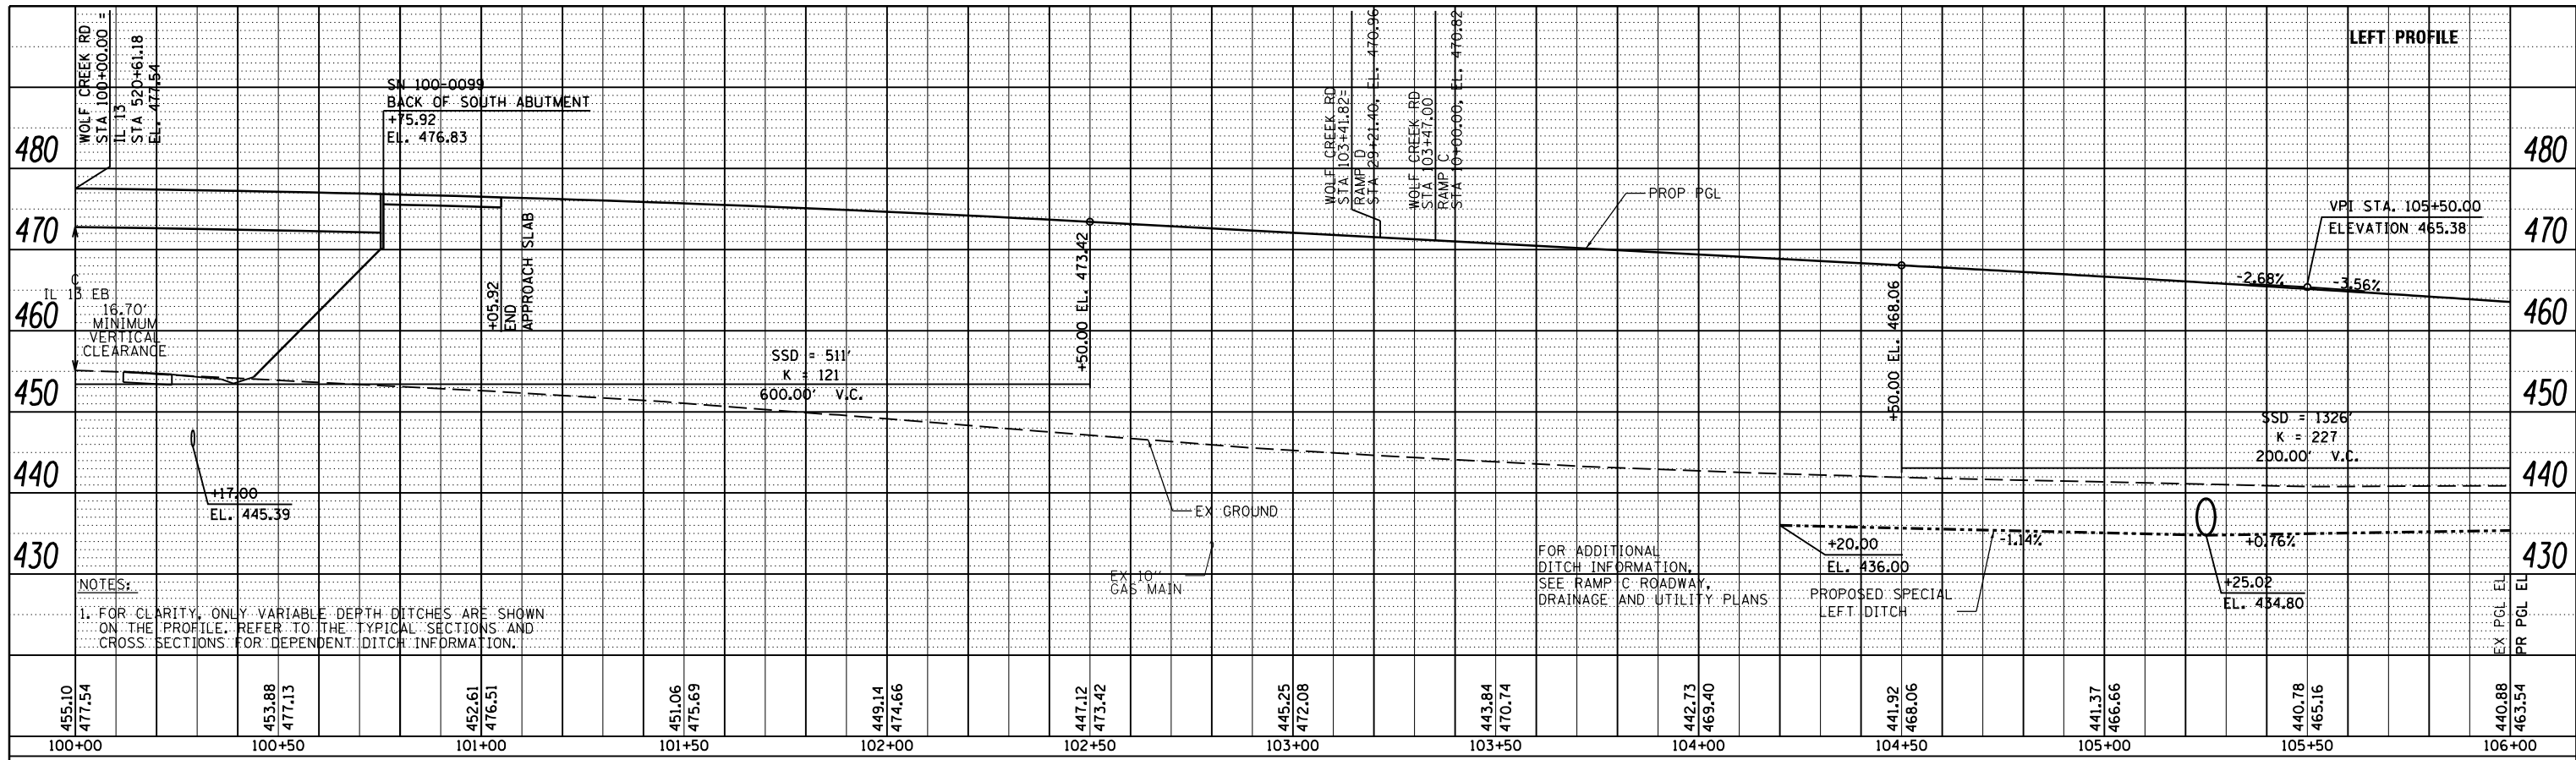 LEFT PROFILE
WOLF CREEK RD
STA 100+00.00 =
IL 13
STA 520+61.18
EL. 477.54
SN 100-0099
BACK OF SOUTH ABUTMENT
+75.92
EL. 476.83
WOLF CREEK RD
STA 103+41.82=
RAMP D
STA 29+21.40, EL. 470.96
WOLF CREEK RD
STA 103+47.00
RAMP C
STA 10+00.00, EL. 470.82
PROP PGL
VPI STA. 105+50.00
ELEVATION 465.38
-2.68%
-3.56%
480
470
460
450
440
430
480
470
460
450
440
430
IL 13 EB
16.70'
MINIMUM
VERTICAL
CLEARANCE
+05.92
END
APPROACH SLAB
+50.00 EL. 473.42
SSD = 511'
K = 121
600.00' V.C.
+50.00 EL. 468.06
SSD = 1326'
K = 227
200.00' V.C.
+17.00
EL. 445.39
EX GROUND
EX 10"
GAS MAIN
FOR ADDITIONAL
DITCH INFORMATION,
SEE RAMP C ROADWAY,
DRAINAGE AND UTILITY PLANS
+20.00
EL. 436.00
-1.14%
PROPOSED SPECIAL
LEFT DITCH
+0.76%
+25.02
EL. 434.80
EX PGL EL
PR PGL EL
NOTES:
1. FOR CLARITY, ONLY VARIABLE DEPTH DITCHES ARE SHOWN
ON THE PROFILE. REFER TO THE TYPICAL SECTIONS AND
CROSS SECTIONS FOR DEPENDENT DITCH INFORMATION.
455.10
477.54
453.88
477.13
452.61
476.51
451.06
475.69
449.14
474.66
447.12
473.42
445.25
472.08
443.84
470.74
442.73
469.40
441.92
468.06
441.37
466.66
440.78
465.16
440.88
463.54
100+00
100+50
101+00
101+50
102+00
102+50
103+00
103+50
104+00
104+50
105+00
105+50
106+00